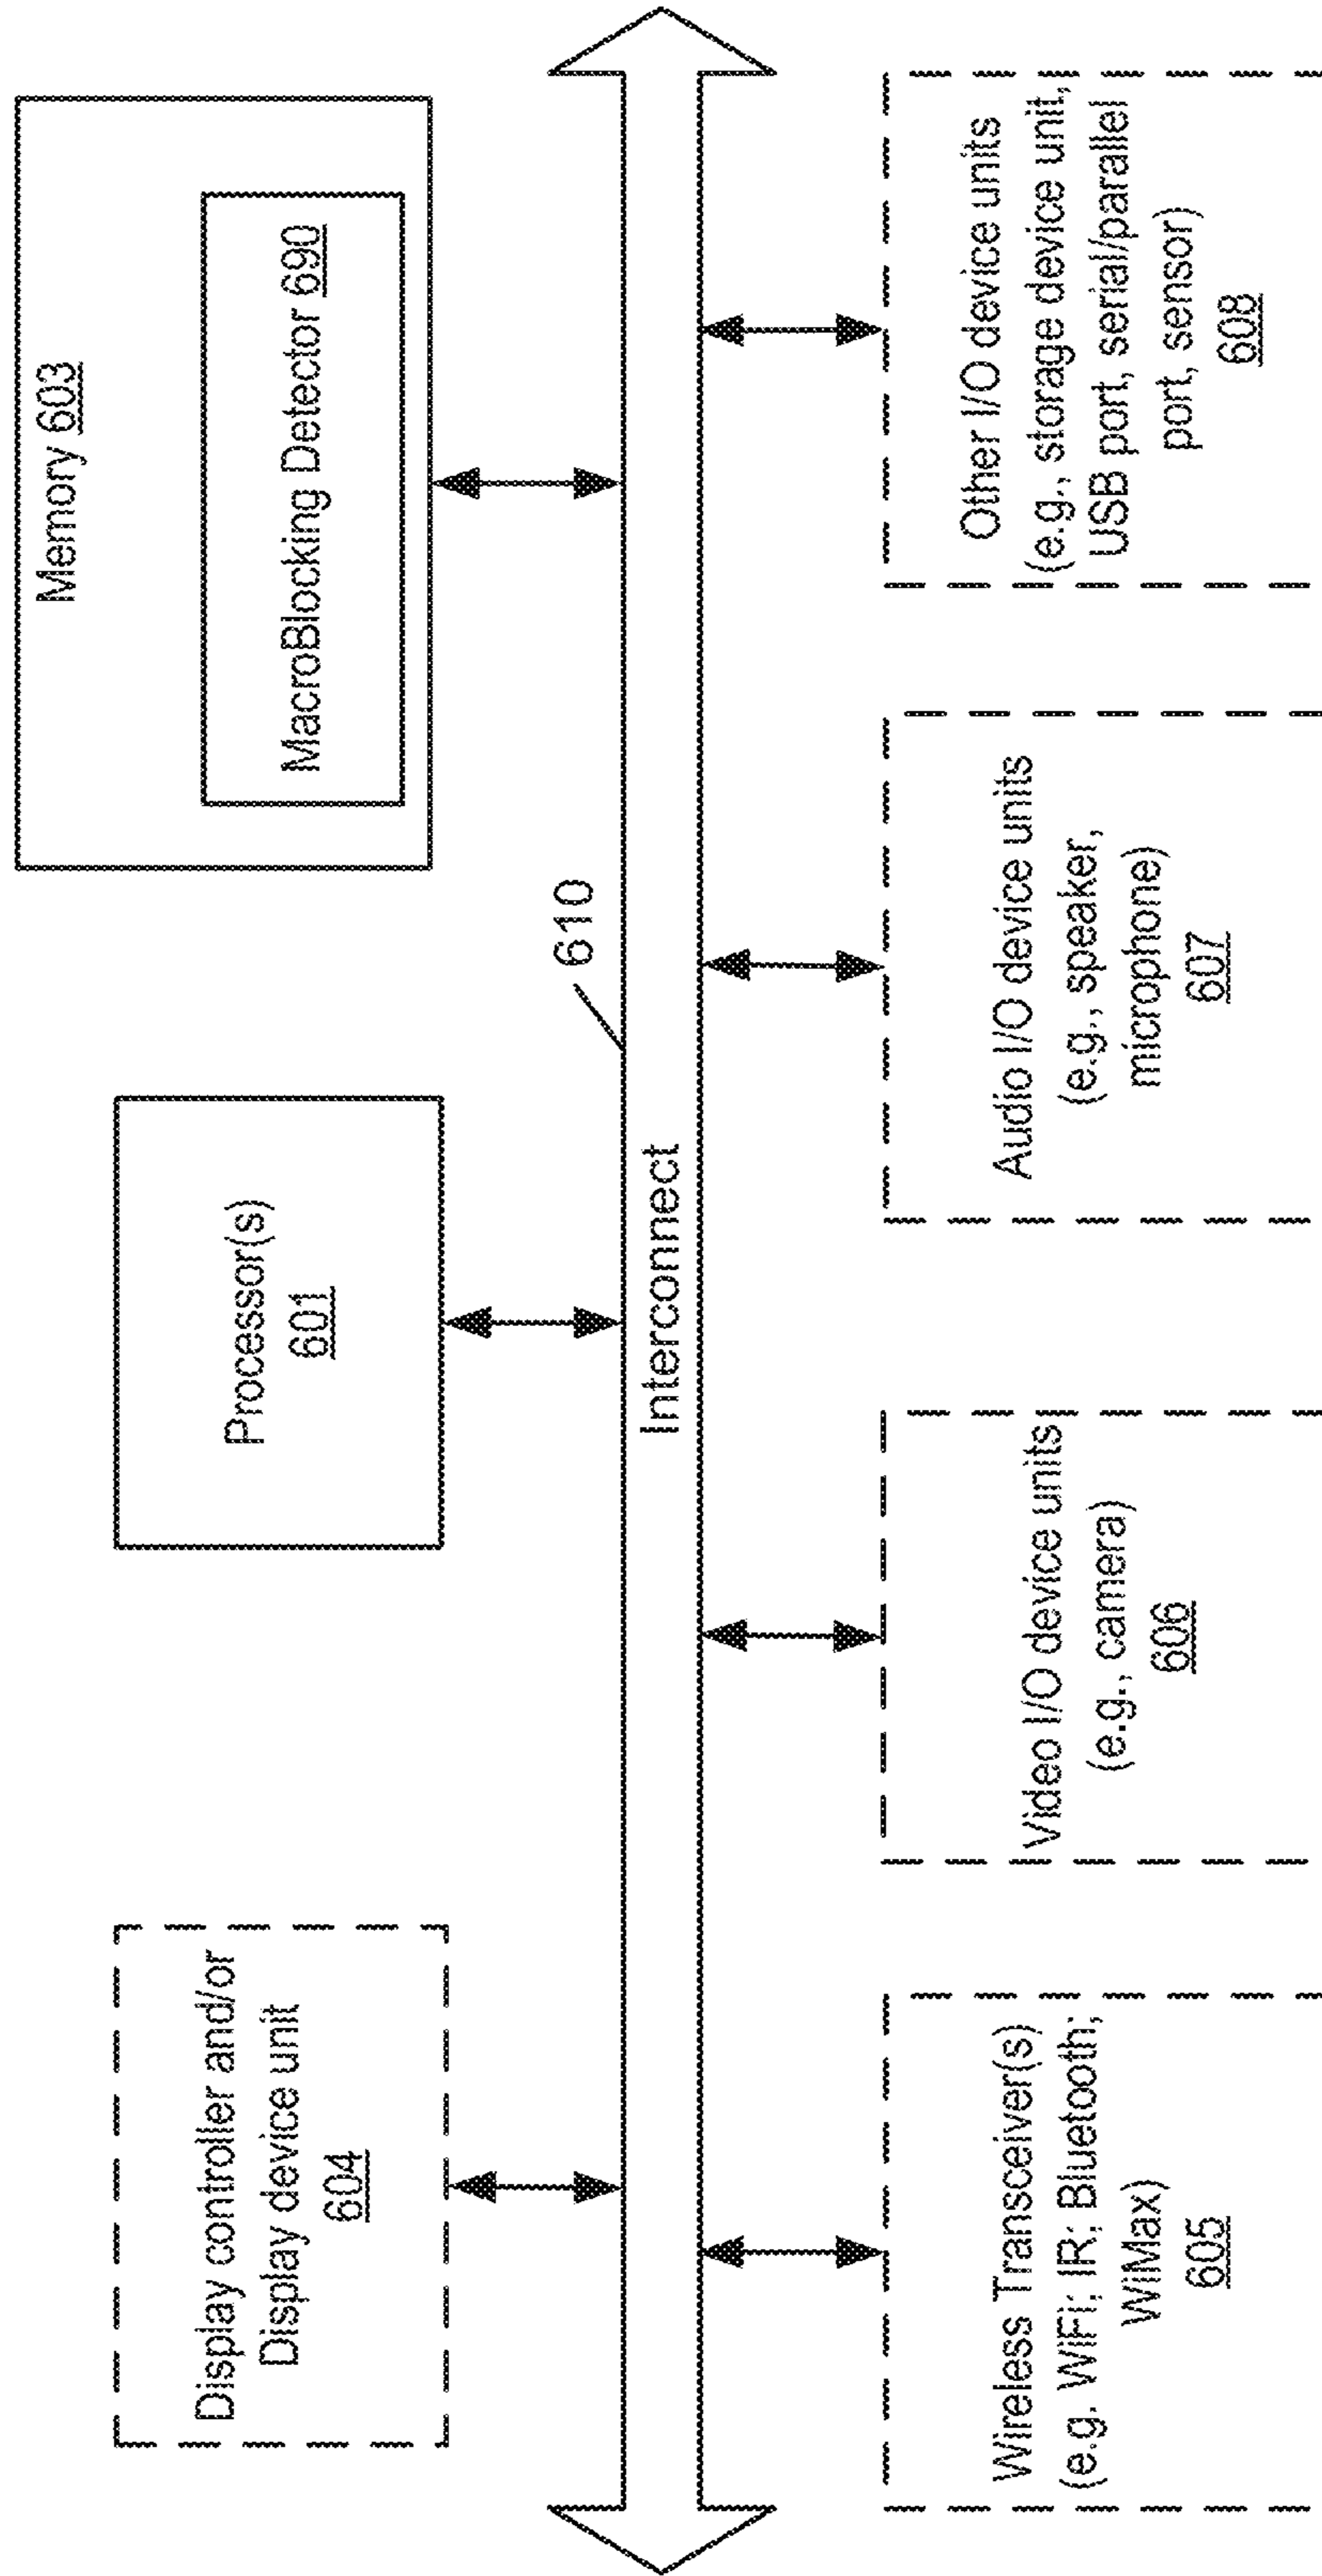 Display controller and/or
Display device unit
604
Processor(s)
601
Memory 603
MacroBlocking Detector 690
610
Interconnect
Wireless Transceiver(s)
(e.g. WiFi; IR; Bluetooth;
WiMax)
605
Video I/O device units
(e.g., camera)
606
Audio I/O device units
(e.g., speaker,
microphone)
607
Other I/O device units
(e.g., storage device unit,
USB port, serial/parallel
port, sensor)
608